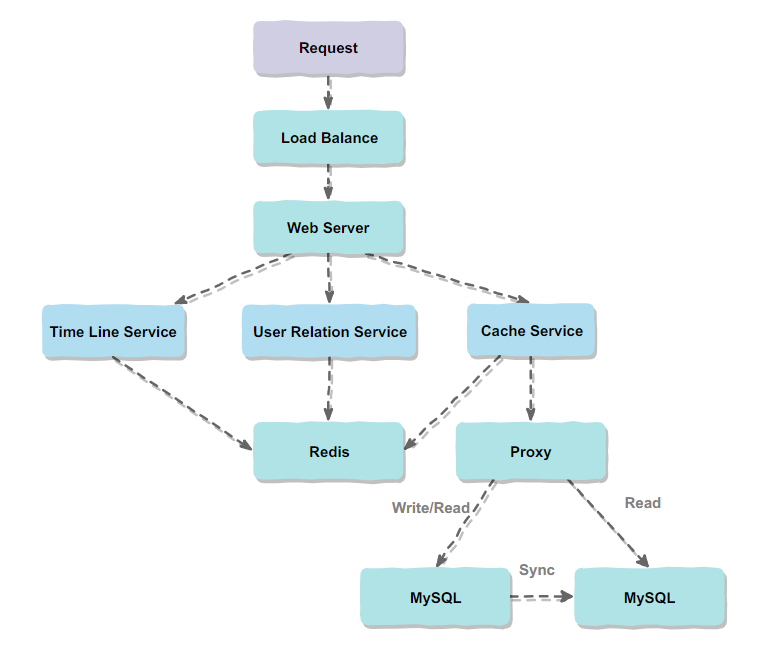 Request
Load Balance
Web Server
Time Line Service
User Relation Service
Cache Service
Redis
Proxy
Write/Read
Read
Sync
MySQL
MySQL